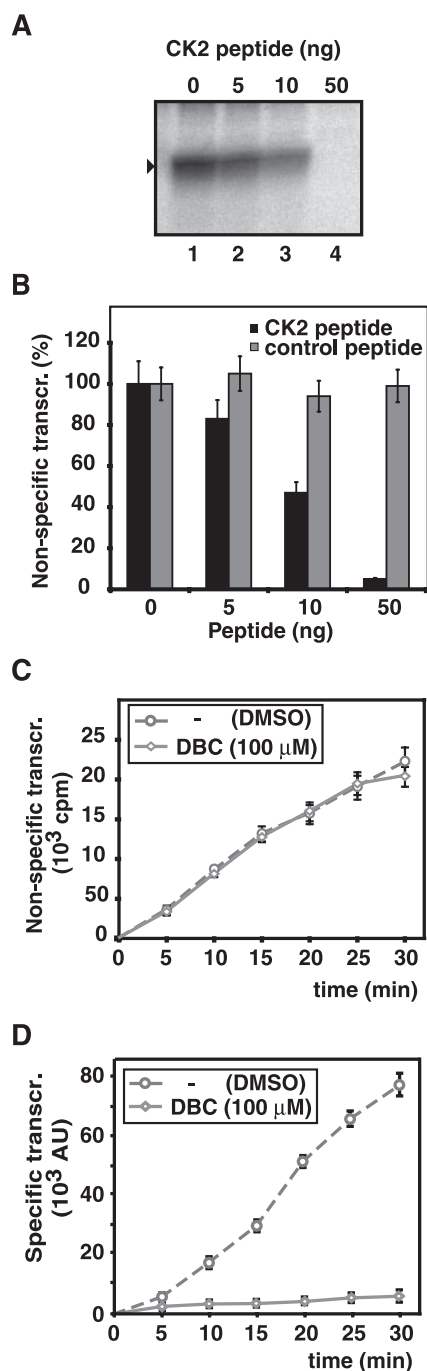 A
CK2 peptide (ng)
0 5 10 50
1 2 3 4
B
Non-specific transcr. (%)
120
100
80
60
40
20
0
CK2 peptide
control peptide
0 5 10 50
Peptide (ng)
C
Non-specific transcr.
(10³ cpm)
25
20
15
10
50
0
- (DMSO)
DBC (100 μM)
0 5 10 15 20 25 30
time (min)
D
Specific transcr.
(10³ AU)
80
60
40
20
0
- (DMSO)
DBC (100 μM)
0 5 10 15 20 25 30
time (min)